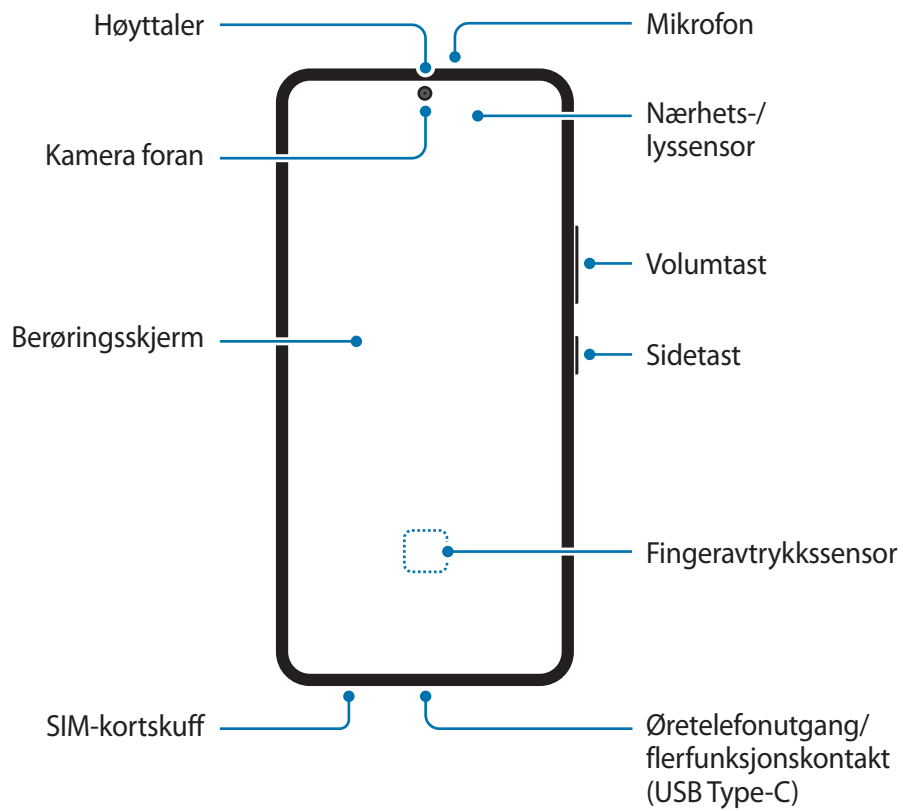 Høyttaler
Mikrofon
Kamera foran
Nærhets-/
lyssensor
Volumtast
Berøringsskjerm
Sidetast
Fingeravtrykkssensor
SIM-kortskuff
Øretelefonutgang/
flerfunksjonskontakt
(USB Type-C)